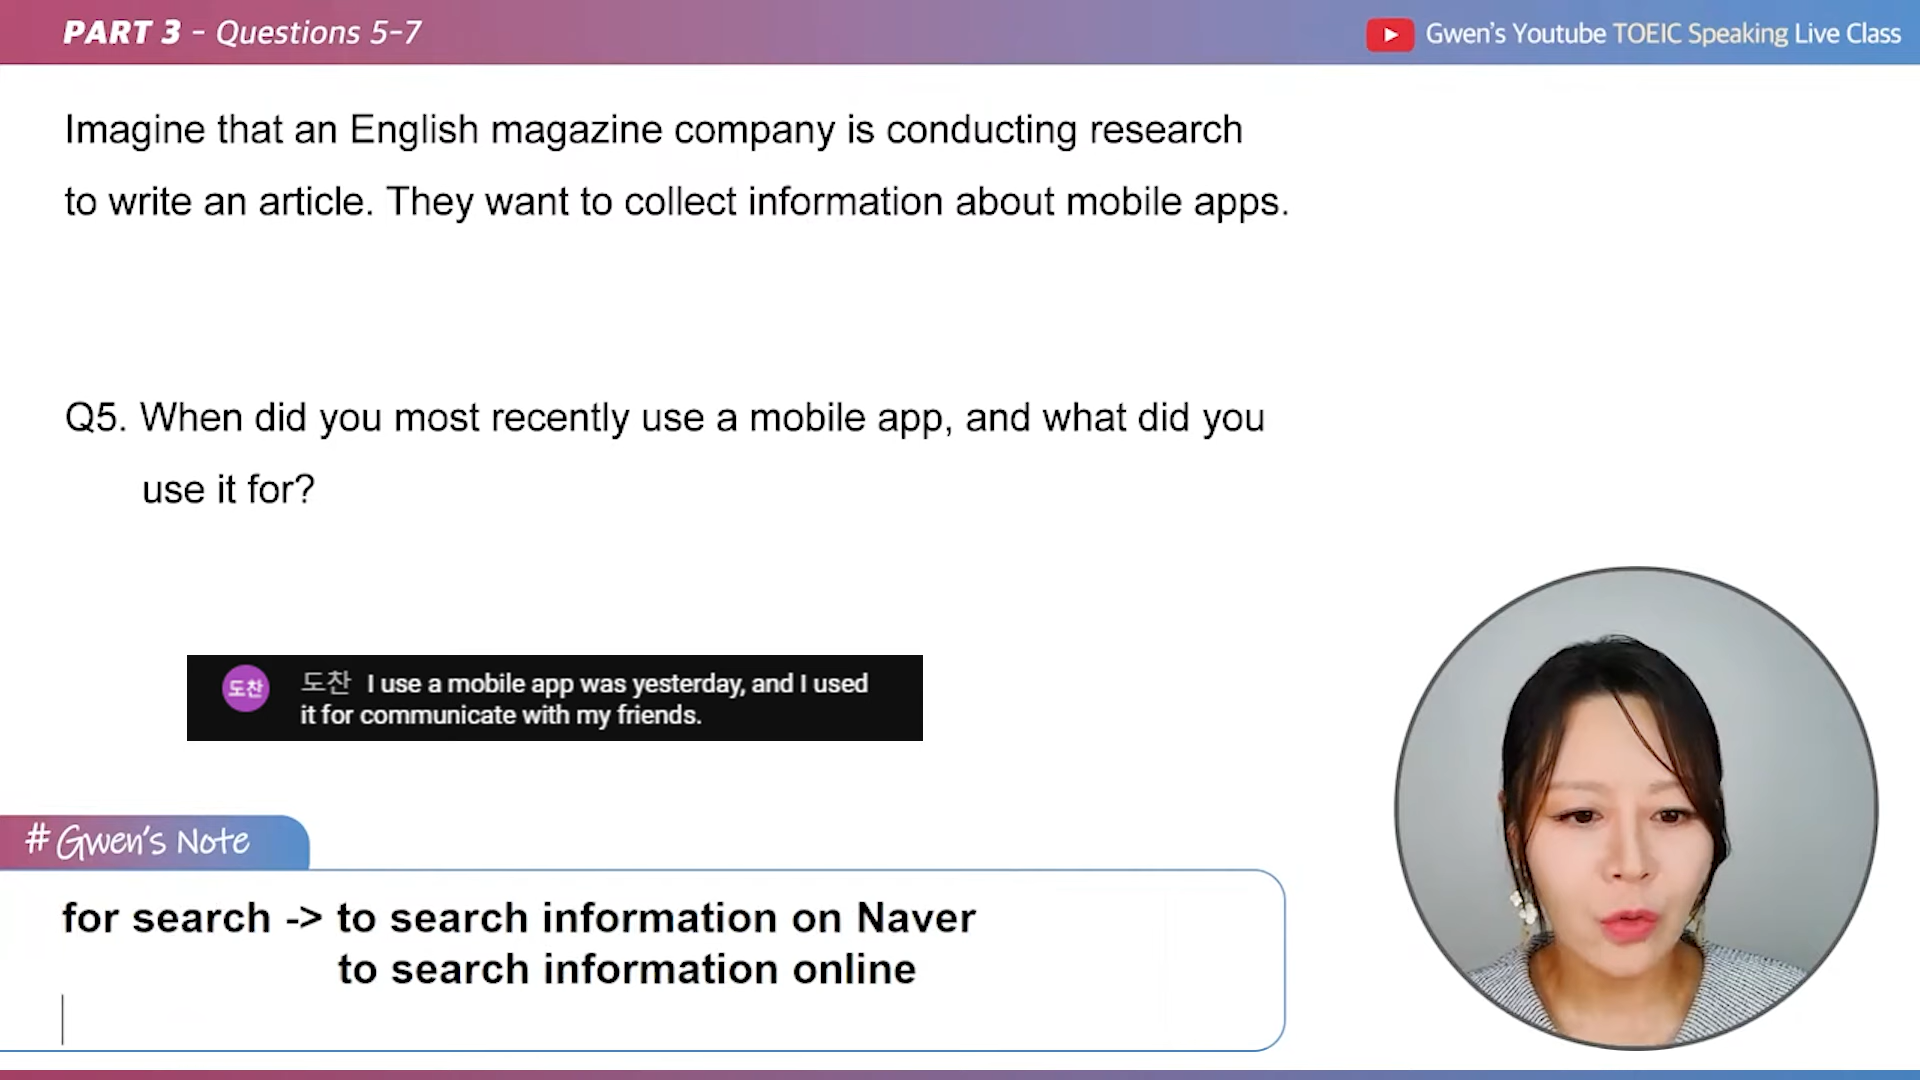 PART 3 - Questions 5-7
Gwen's Youtube TOEIC Speaking Live Class
Imagine that an English magazine company is conducting research
to write an article. They want to collect information about mobile apps.
Q5. When did you most recently use a mobile app, and what did you
use it for?
도찬
도찬 I use a mobile app was yesterday, and I used
it for communicate with my friends.
# Gwen's Note
for search -> to search information on Naver
to search information online